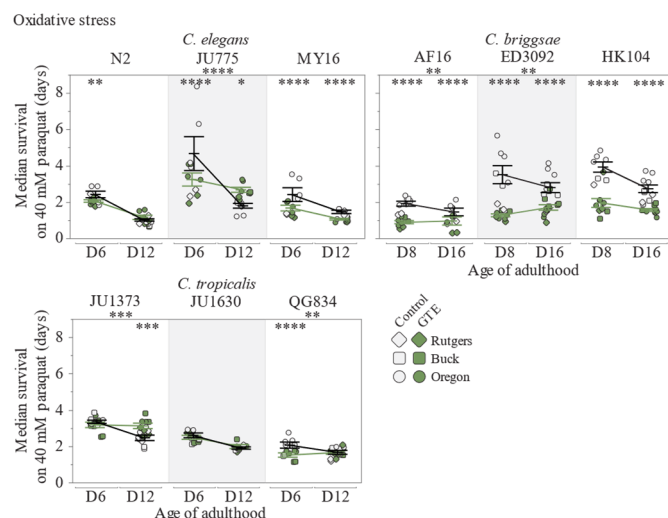 Oxidative stress
C. elegans
N2 JU775 MY16
****
** **** * **** ****
C. briggsae
AF16 ED3092 HK104
** **
**** **** **** **** **** ****
Median survival
on 40 mM paraquat (days)
8
6
4
2
0
D6 D12 D6 D12 D6 D12
D8 D16 D8 D16 D8 D16
Age of adulthood
C. tropicalis
JU1373 JU1630 QG834
*** **
*** ****
Median survival
on 40 mM paraquat (days)
8
6
4
2
0
D6 D12 D6 D12 D6 D12
Age of adulthood
Control
GTE
Rutgers
Buck
Oregon